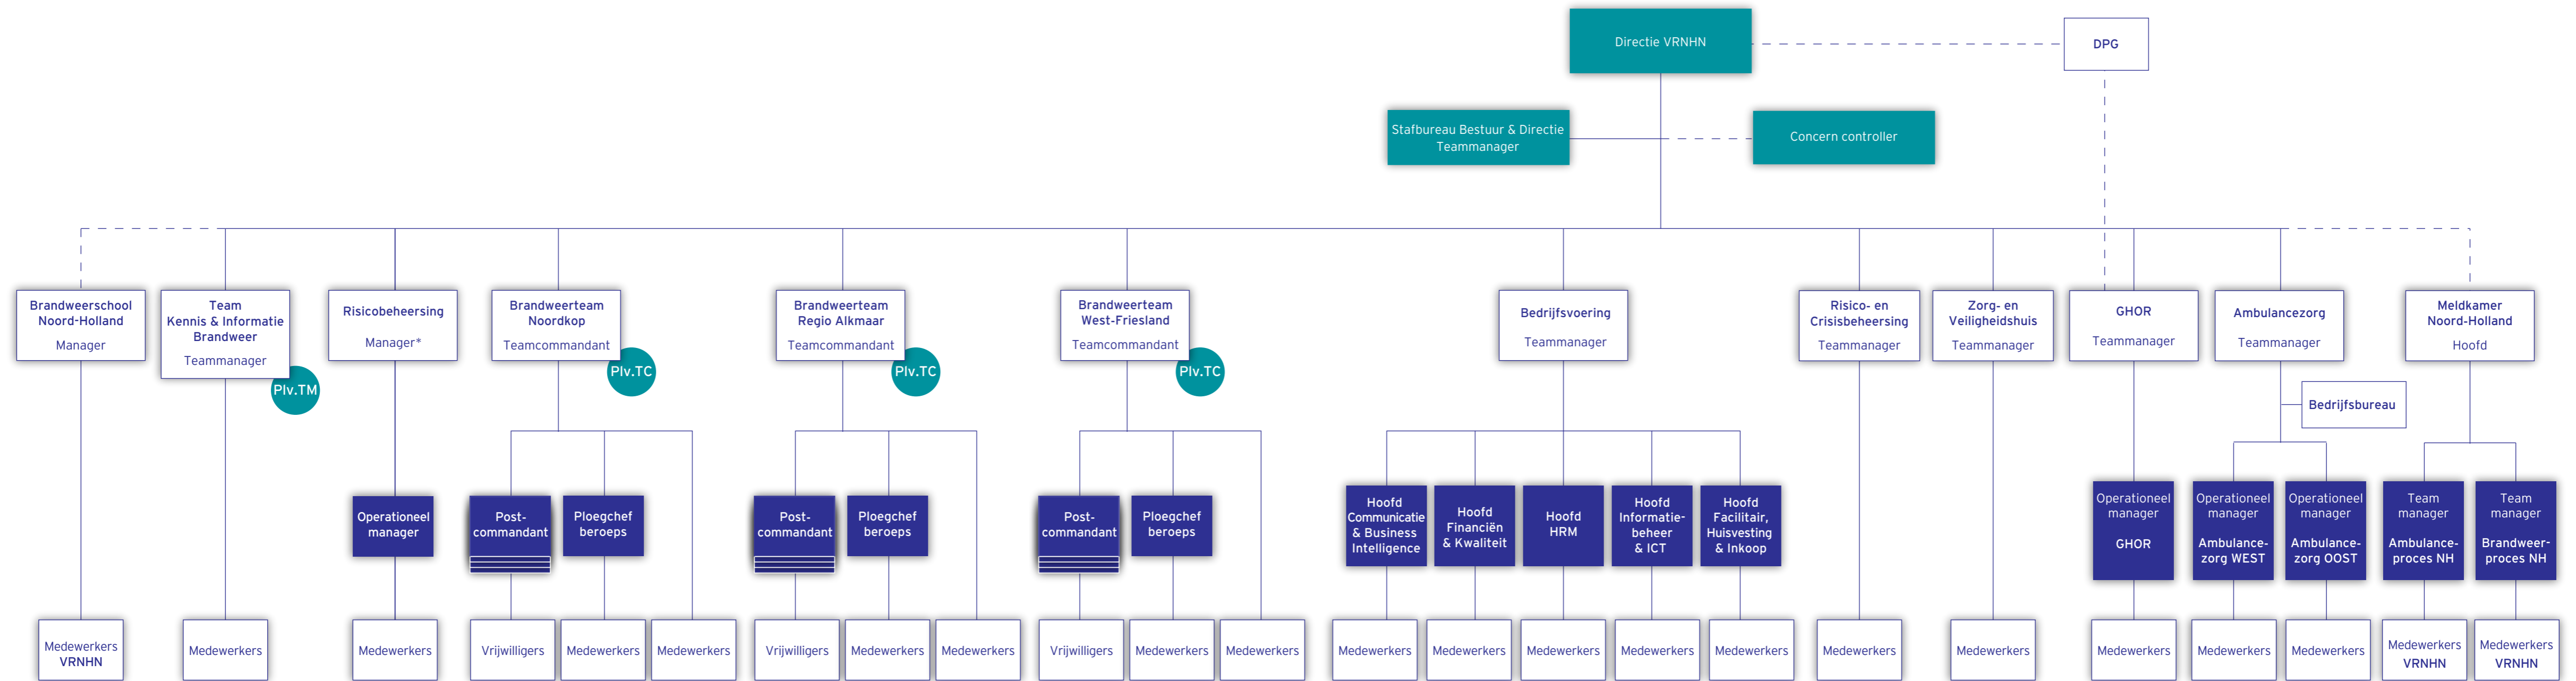 Directie VRNHN
DPG
Stafbureau Bestuur & Directie
Teammanager
Concern controller
Brandweerschool
Noord-Holland
Manager
Team
Kennis & Informatie
Brandweer
Teammanager
Plv.TM
Risicobeheersing
Manager*
Brandweerteam
Noordkop
Teamcommandant
Plv.TC
Brandweerteam
Regio Alkmaar
Teamcommandant
Plv.TC
Brandweerteam
West-Friesland
Teamcommandant
Plv.TC
Bedrijfsvoering
Teammanager
Risico- en
Crisisbeheersing
Teammanager
Zorg- en
Veiligheidshuis
Teammanager
GHOR
Teammanager
Ambulancezorg
Teammanager
Meldkamer
Noord-Holland
Hoofd
Bedrijfsbureau
Operationeel
manager
Post-
commandant
Ploegchef
beroeps
Post-
commandant
Ploegchef
beroeps
Post-
commandant
Ploegchef
beroeps
Hoofd
Communicatie
& Business
Intelligence
Hoofd
Financiën
& Kwaliteit
Hoofd
HRM
Hoofd
Informatie-
beheer
& ICT
Hoofd
Facilitair,
Huisvesting
& Inkoop
Operationeel
manager
GHOR
Operationeel
manager
Ambulance-
zorg WEST
Operationeel
manager
Ambulance-
zorg OOST
Team
manager
Ambulance-
proces NH
Team
manager
Brandweer-
proces NH
Medewerkers
VRNHN
Medewerkers
Medewerkers
Vrijwilligers
Medewerkers
Medewerkers
Vrijwilligers
Medewerkers
Medewerkers
Vrijwilligers
Medewerkers
Medewerkers
Medewerkers
Medewerkers
Medewerkers
Medewerkers
Medewerkers
Medewerkers
Medewerkers
Medewerkers
Medewerkers
Medewerkers
Medewerkers
VRNHN
Medewerkers
VRNHN